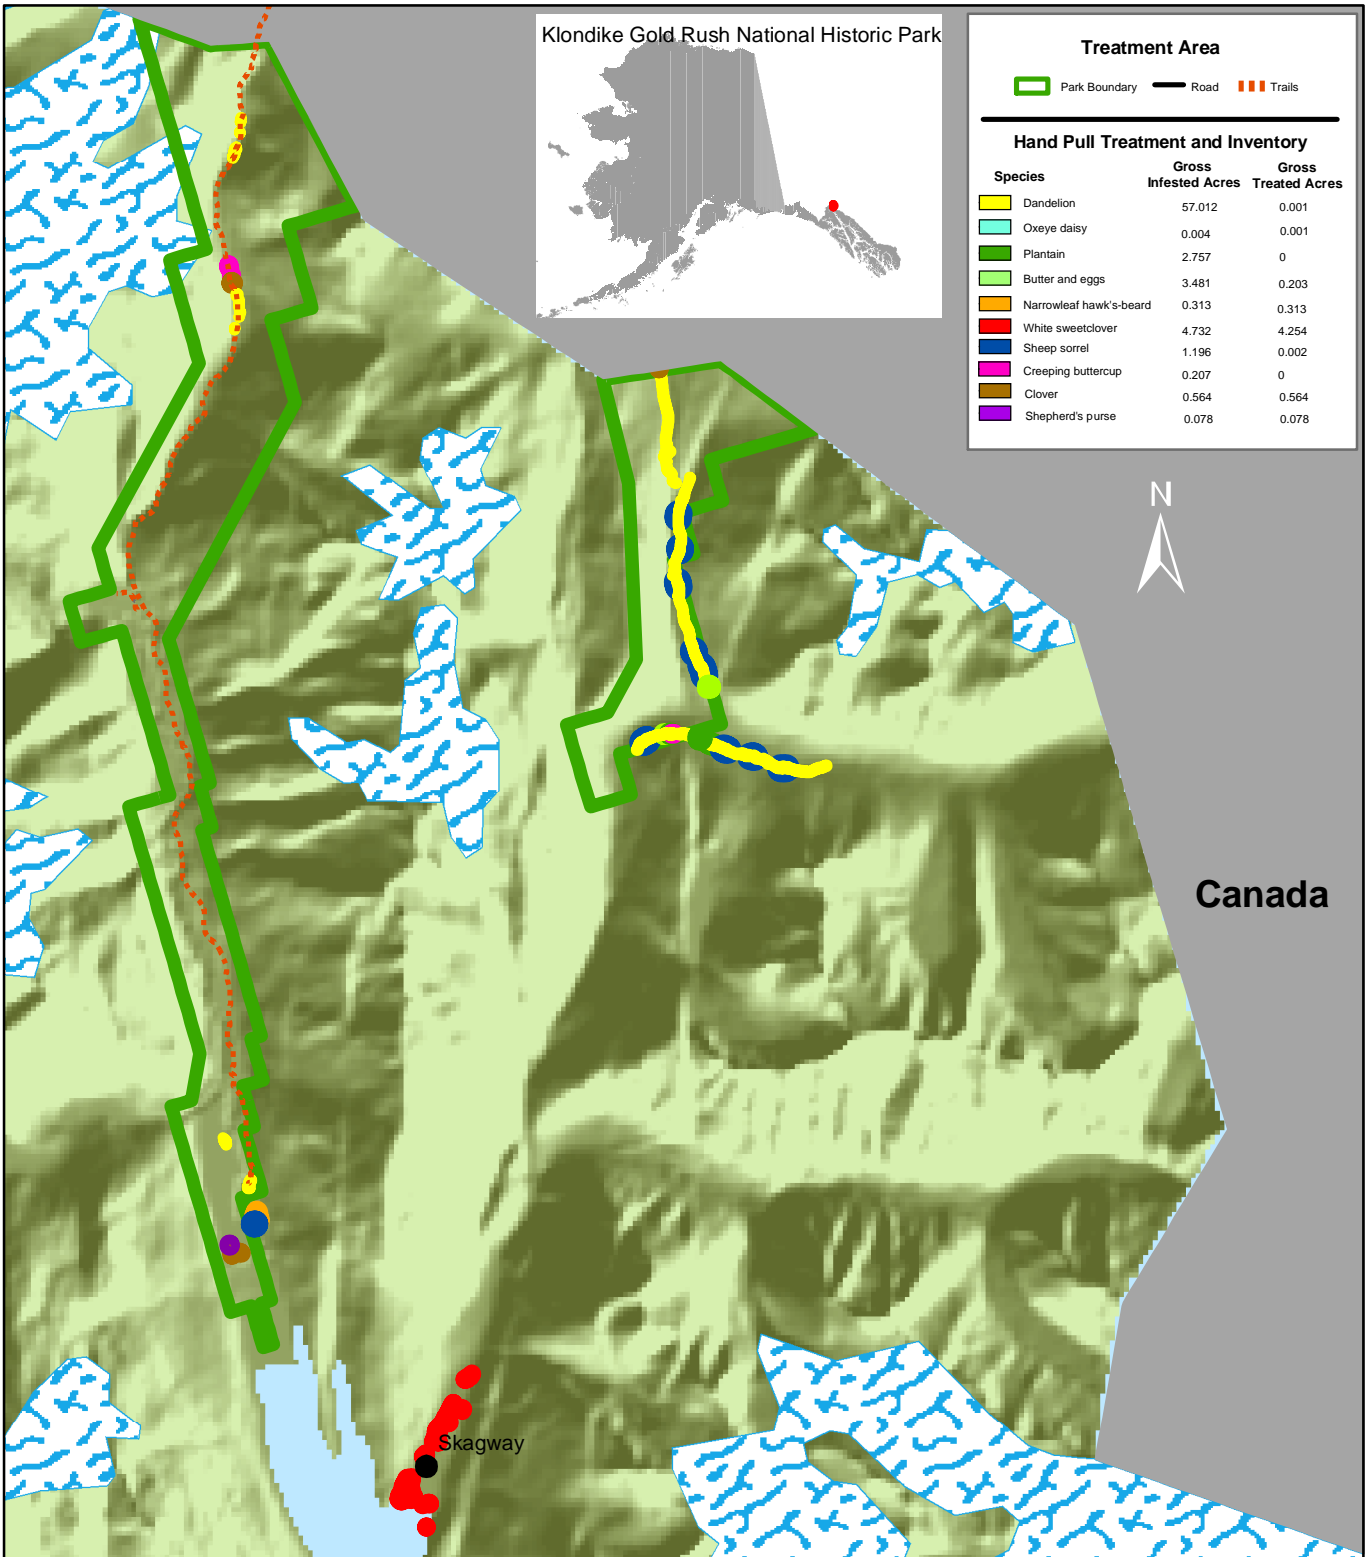 Klondike Gold Rush National Historic Park
Treatment Area
Park Boundary Road Trails
Hand Pull Treatment and Inventory
Species Gross Infested Acres Gross Treated Acres
Dandelion 57.012 0.001
Oxeye daisy 0.004 0.001
Plantain 2.757 0
Butter and eggs 3.481 0.203
Narrowleaf hawk's-beard 0.313 0.313
White sweetclover 4.732 4.254
Sheep sorrel 1.196 0.002
Creeping buttercup 0.207 0
Clover 0.564 0.564
Shepherd's purse 0.078 0.078
N
Canada
Skagway